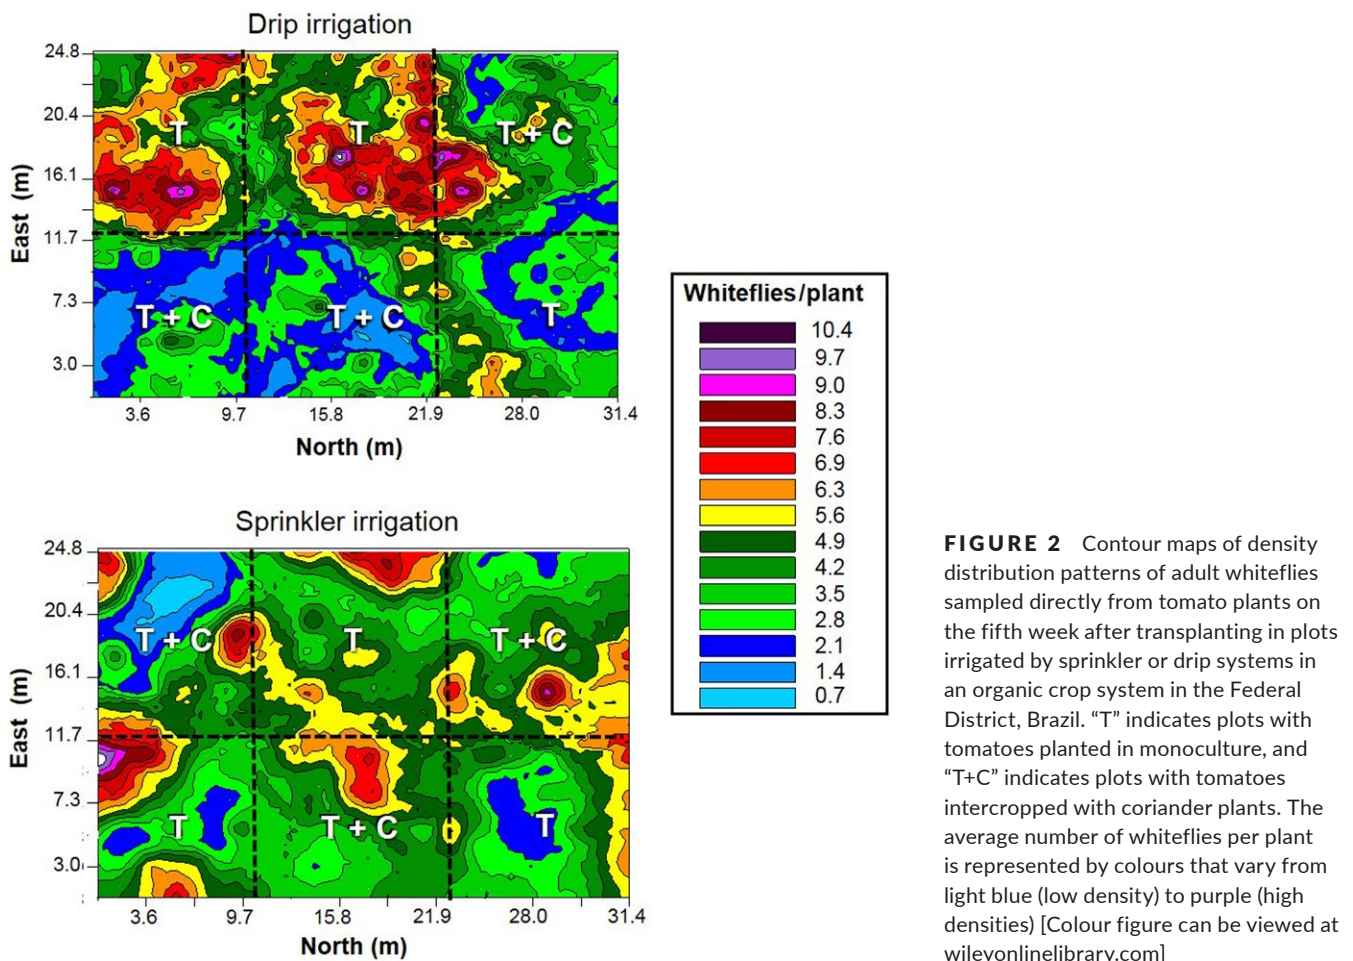 Drip irrigation
24.8
20.4
16.1
11.7
7.3
3.0
East (m)
T
T
T + C
T + C
T + C
T
3.6
9.7
15.8
21.9
28.0
31.4
North (m)
Sprinkler irrigation
24.8
20.4
16.1
11.7
7.3
3.0
East (m)
T + C
T
T + C
T
T + C
T
3.6
9.7
15.8
21.9
28.0
31.4
North (m)
Whiteflies/plant
10.4
9.7
9.0
8.3
7.6
6.9
6.3
5.6
4.9
4.2
3.5
2.8
2.1
1.4
0.7
FIGURE 2 Contour maps of density
distribution patterns of adult whiteflies
sampled directly from tomato plants on
the fifth week after transplanting in plots
irrigated by sprinkler or drip systems in
an organic crop system in the Federal
District, Brazil. “T” indicates plots with
tomatoes planted in monoculture, and
“T+C” indicates plots with tomatoes
intercropped with coriander plants. The
average number of whiteflies per plant
is represented by colours that vary from
light blue (low density) to purple (high
densities) [Colour figure can be viewed at
wileyonlinelibrary.com]